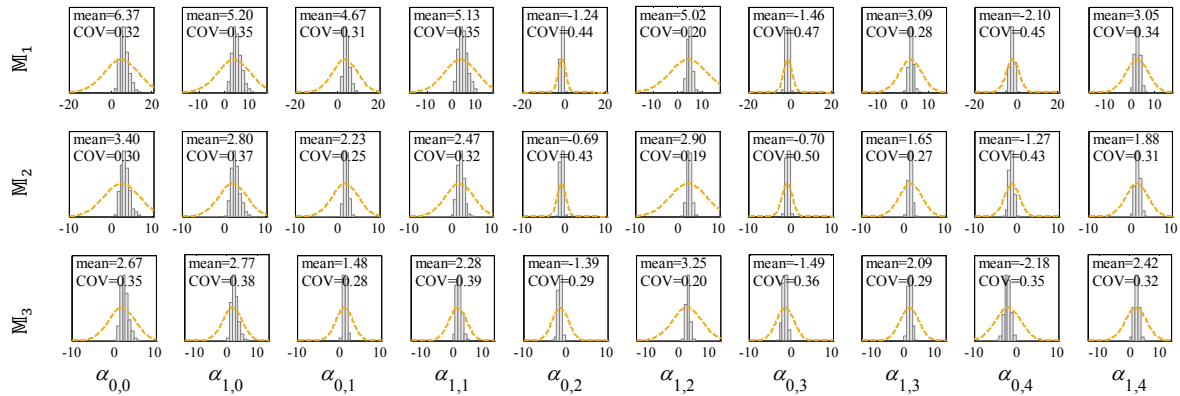 mean=6.37 mean=5.20 mean=4.67 mean=5.13 mean=-1.24 mean=5.02 mean=-1.46 mean=3.09 mean=-2.10 mean=3.05
COV=0.32 COV=0.35 COV=0.31 COV=0.35 COV=0.44 COV=0.20 COV=0.47 COV=0.28 COV=0.45 COV=0.34
𝕄1
-20 0 20 -10 0 10 -20 0 20 -10 0 10 -20 0 20 -10 0 10 -20 0 20 -10 0 10 -20 0 20 -10 0 10
mean=3.40 mean=2.80 mean=2.23 mean=2.47 mean=-0.69 mean=2.90 mean=-0.70 mean=1.65 mean=-1.27 mean=1.88
COV=0.30 COV=0.37 COV=0.25 COV=0.32 COV=0.43 COV=0.19 COV=0.50 COV=0.27 COV=0.43 COV=0.31
𝕄2
-10 0 10 -10 0 10 -10 0 10 -10 0 10 -10 0 10 -10 0 10 -10 0 10 -10 0 10 -10 0 10 -10 0 10
mean=2.67 mean=2.77 mean=1.48 mean=2.28 mean=-1.39 mean=3.25 mean=-1.49 mean=2.09 mean=-2.18 mean=2.42
COV=0.35 COV=0.38 COV=0.28 COV=0.39 COV=0.29 COV=0.20 COV=0.36 COV=0.29 COV=0.35 COV=0.32
𝕄3
-10 0 10 -10 0 10 -10 0 10 -10 0 10 -10 0 10 -10 0 10 -10 0 10 -10 0 10 -10 0 10 -10 0 10
α0,0 α1,0 α0,1 α1,1 α0,2 α1,2 α0,3 α1,3 α0,4 α1,4